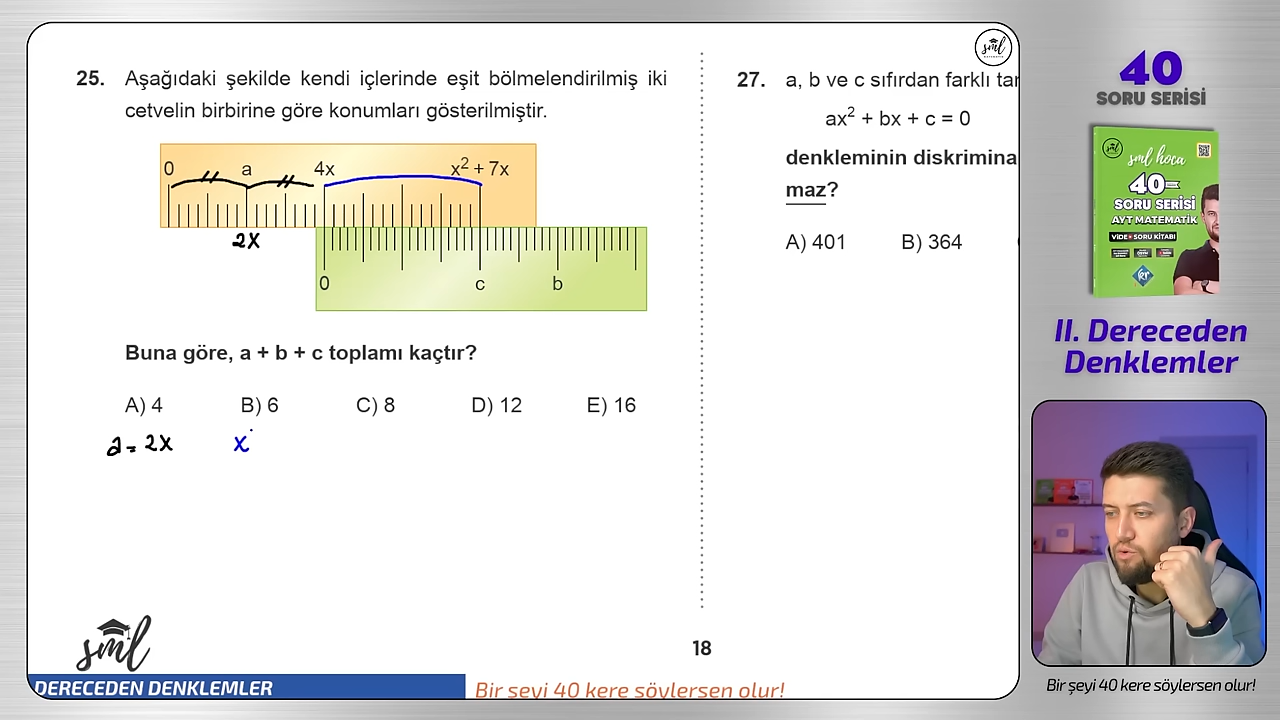 25. Aşağıdaki şekilde kendi içlerinde eşit bölmelendirilmiş iki
cetvelin birbirine göre konumları gösterilmiştir.
0 a 4x x² + 7x
2x
0 c b
Buna göre, a + b + c toplamı kaçtır?
A) 4 B) 6 C) 8 D) 12 E) 16
a = 2x x
18
27. a, b ve c sıfırdan farklı tar
ax² + bx + c = 0
denkleminin diskrimina
maz?
A) 401 B) 364
sml
sml
DERECEDEN DENKLEMLER
Bir şeyi 40 kere söylersen olur!
40
SORU SERİSİ
sml hoca
40
SORU SERİSİ
AYT MATEMATİK
VİDEO SORU KİTABI
II. Dereceden
Denklemler
Bir şeyi 40 kere söylersen olur!